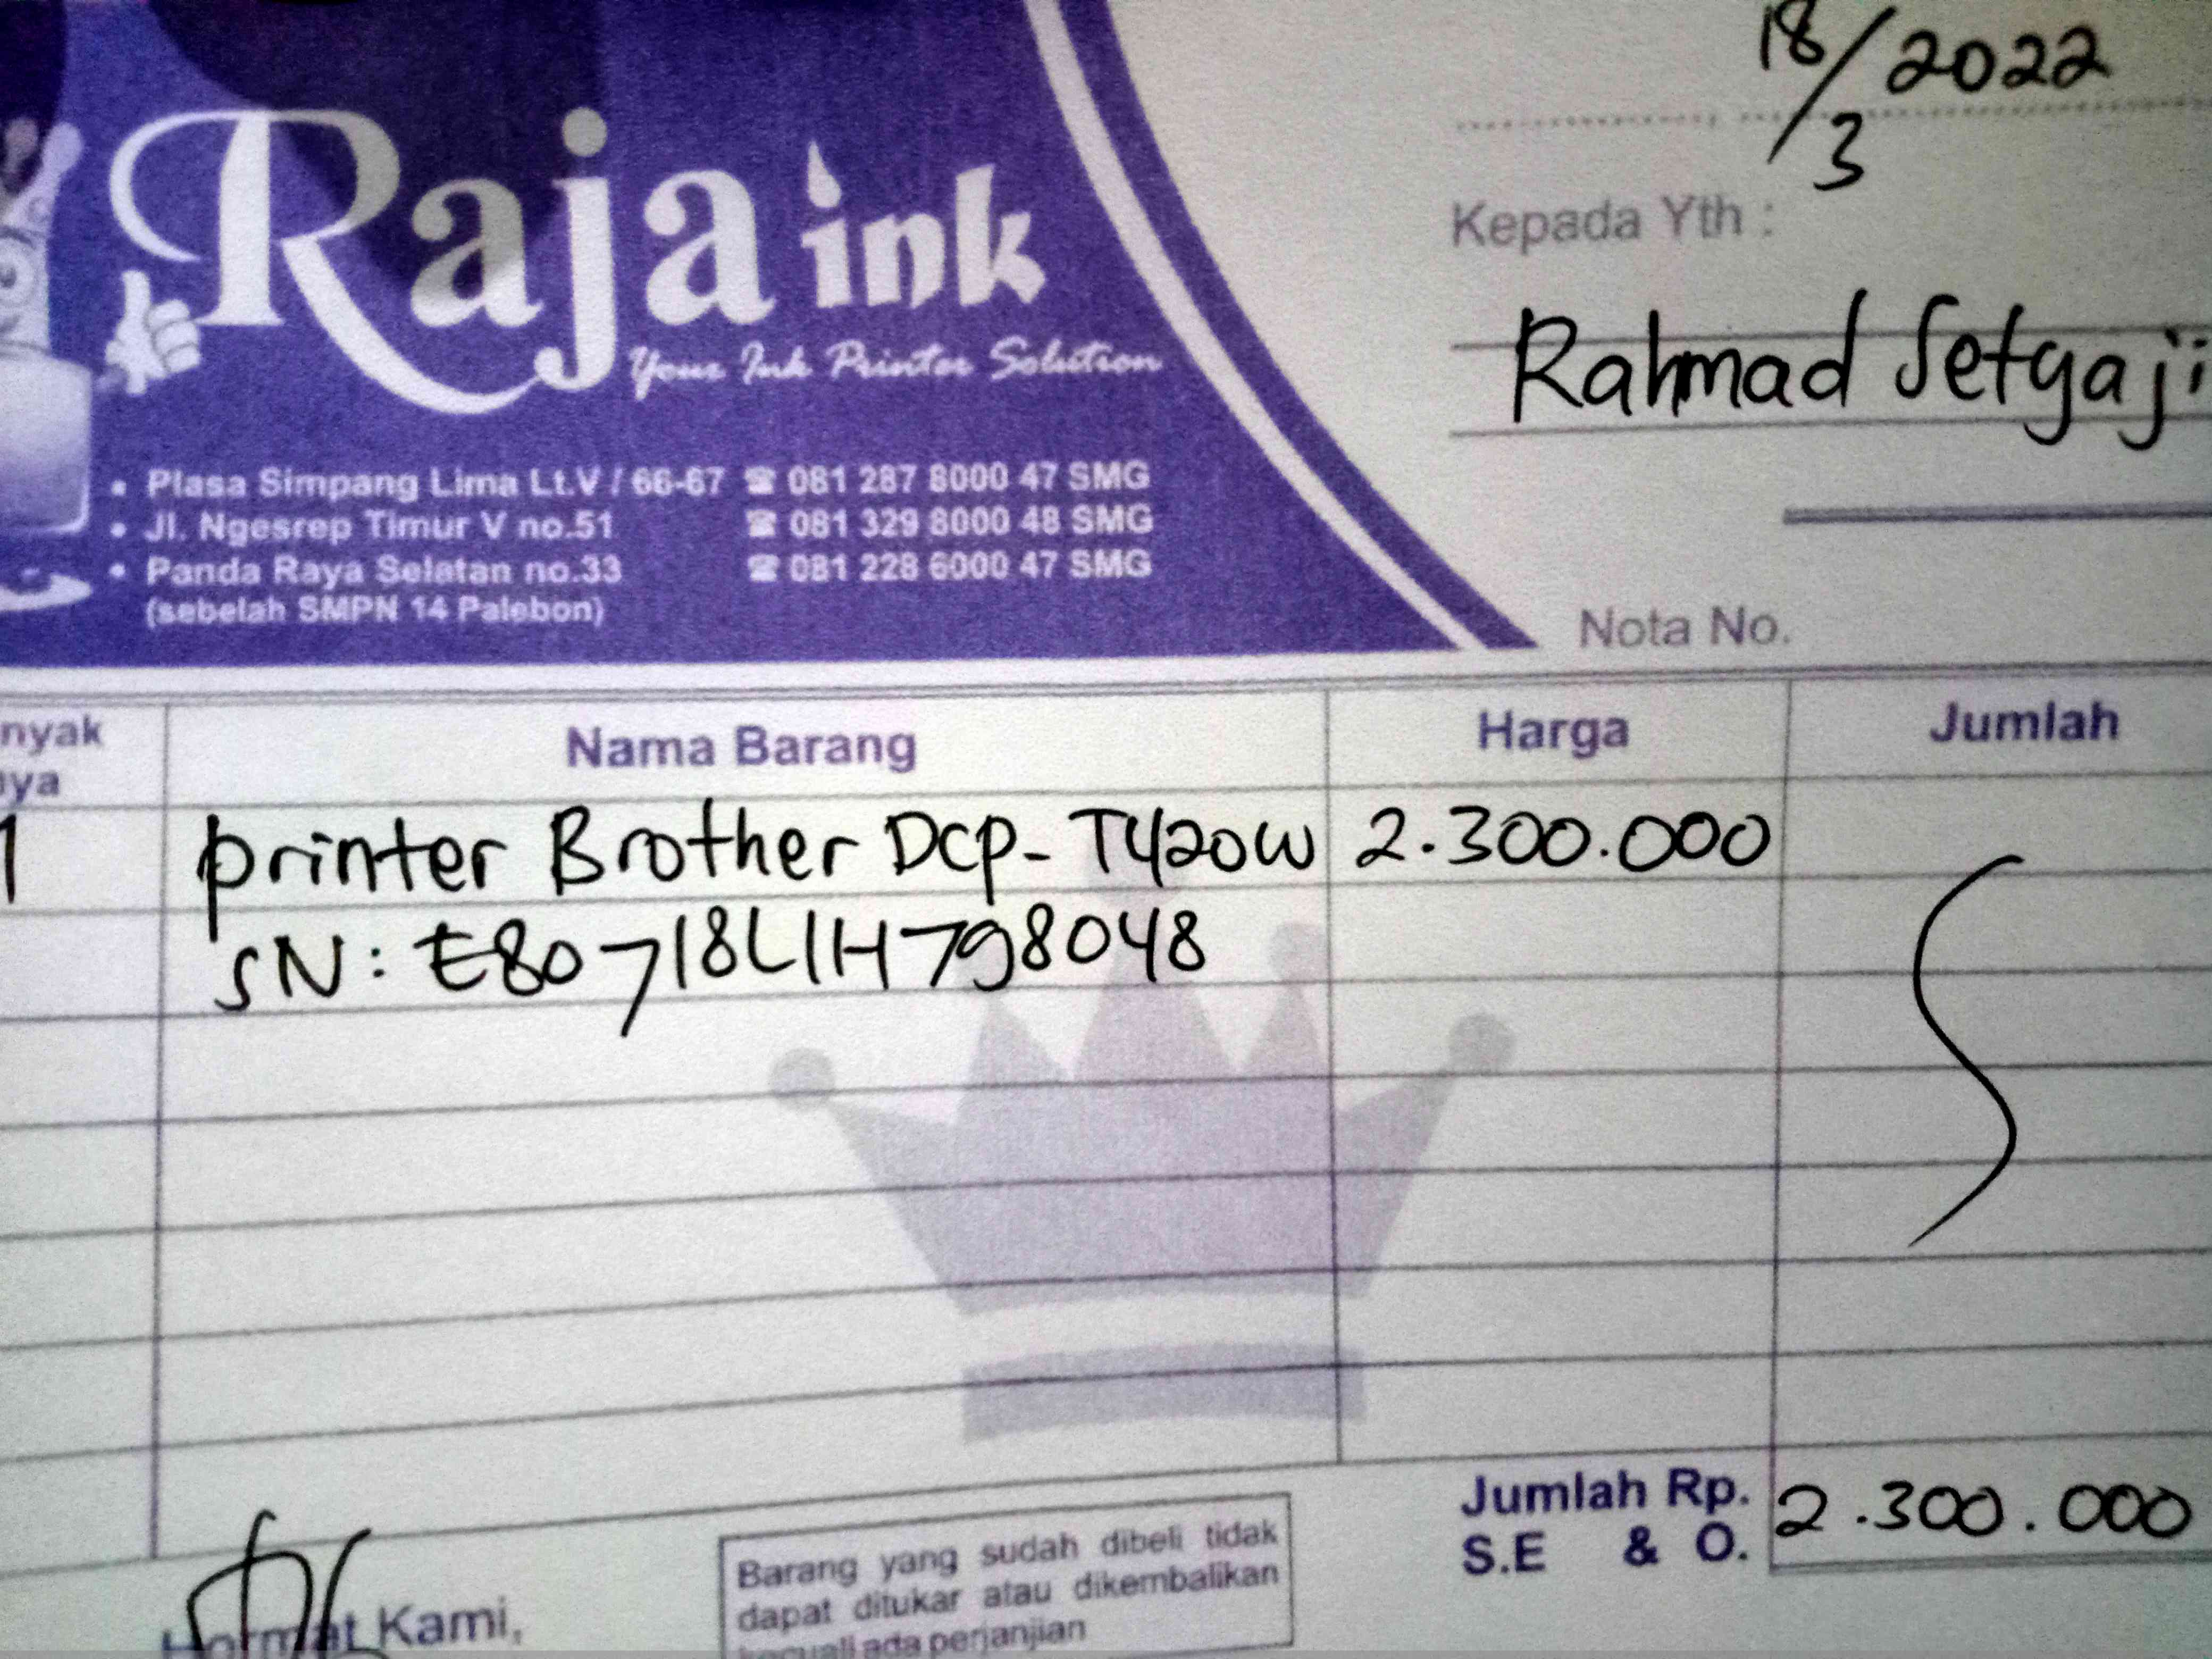 Raja ink
Your Ink Printer Solution
• Plasa Simpang Lima Lt.V / 66-67 ☎ 081 287 8000 47 SMG
• Jl. Ngesrep Timur V no.51 ☎ 081 329 8000 48 SMG
• Panda Raya Selatan no.33 ☎ 081 228 6000 47 SMG
(sebelah SMPN 14 Palebon)
18/3 2022
Kepada Yth :
Rahmad Setyaji
Nota No.
nyak Nama Barang Harga Jumlah
ya
1 printer Brother DCP-T420W 2.300.000
SN: E80718L1H798048
Jumlah Rp. 2.300.000
S.E & O.
Hormat Kami,
Barang yang sudah dibeli tidak
dapat ditukar atau dikembalikan
kecuali ada perjanjian